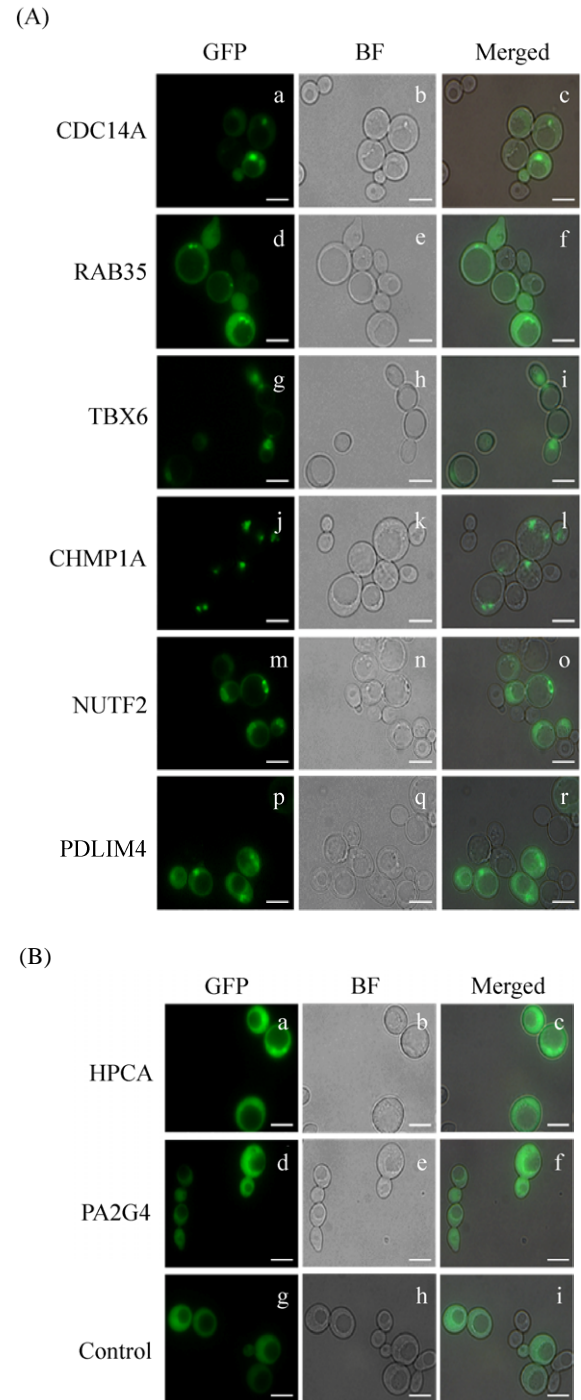 (A)
GFP BF Merged
CDC14A a b c
RAB35 d e f
TBX6 g h i
CHMP1A j k l
NUTF2 m n o
PDLIM4 p q r
(B)
GFP BF Merged
HPCA a b c
PA2G4 d e f
Control g h i